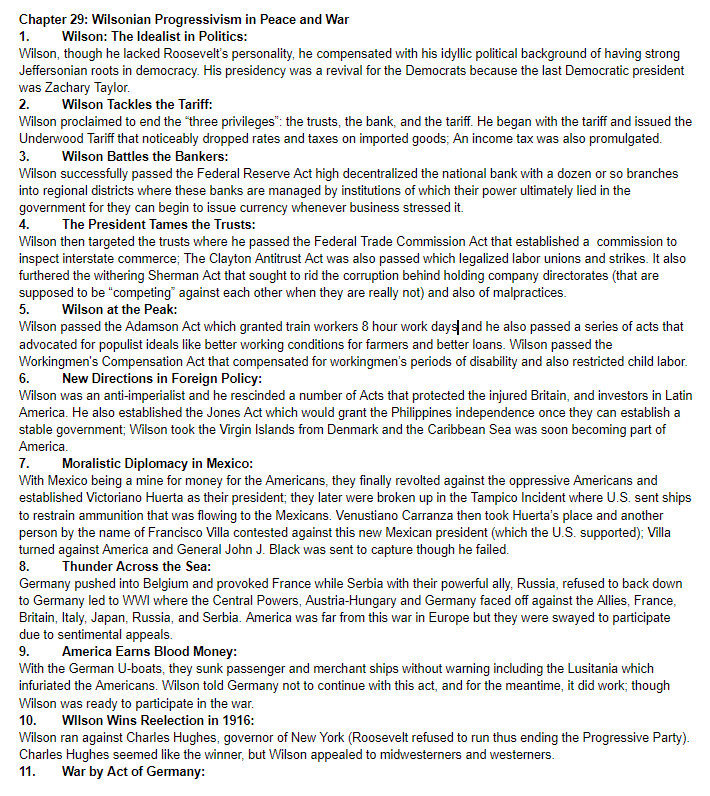 Chapter 29: Wilsonian Progressivism in Peace and War
1. Wilson: The Idealist in Politics:
Wilson, though he lacked Roosevelt's personality, he compensated with his idyllic political background of having strong
Jeffersonian roots in democracy. His presidency was a revival for the Democrats because the last Democratic president
was Zachary Taylor.
2. Wilson Tackles the Tariff:
Wilson proclaimed to end the “three privileges”: the trusts, the bank, and the tariff. He began with the tariff and issued the
Underwood Tariff that noticeably dropped rates and taxes on imported goods; An income tax was also promulgated.
3. Wilson Battles the Bankers:
Wilson successfully passed the Federal Reserve Act high decentralized the national bank with a dozen or so branches
into regional districts where these banks are managed by institutions of which their power ultimately lied in the
government for they can begin to issue currency whenever business stressed it.
4. The President Tames the Trusts:
Wilson then targeted the trusts where he passed the Federal Trade Commission Act that established a commission to
inspect interstate commerce; The Clayton Antitrust Act was also passed which legalized labor unions and strikes. It also
furthered the withering Sherman Act that sought to rid the corruption behind holding company directorates (that are
supposed to be “competing” against each other when they are really not) and also of malpractices.
5. Wilson at the Peak:
Wilson passed the Adamson Act which granted train workers 8 hour work days and he also passed a series of acts that
advocated for populist ideals like better working conditions for farmers and better loans. Wilson passed the
Workingmen's Compensation Act that compensated for workingmen's periods of disability and also restricted child labor.
6. New Directions in Foreign Policy:
Wilson was an anti-imperialist and he rescinded a number of Acts that protected the injured Britain, and investors in Latin
America. He also established the Jones Act which would grant the Philippines independence once they can establish a
stable government; Wilson took the Virgin Islands from Denmark and the Caribbean Sea was soon becoming part of
America.
7. Moralistic Diplomacy in Mexico:
With Mexico being a mine for money for the Americans, they finally revolted against the oppressive Americans and
established Victoriano Huerta as their president; they later were broken up in the Tampico Incident where U.S. sent ships
to restrain ammunition that was flowing to the Mexicans. Venustiano Carranza then took Huerta's place and another
person by the name of Francisco Villa contested against this new Mexican president (which the U.S. supported); Villa
turned against America and General John J. Black was sent to capture though he failed.
8. Thunder Across the Sea:
Germany pushed into Belgium and provoked France while Serbia with their powerful ally, Russia, refused to back down
to Germany led to WWI where the Central Powers, Austria-Hungary and Germany faced off against the Allies, France,
Britain, Italy, Japan, Russia, and Serbia. America was far from this war in Europe but they were swayed to participate
due to sentimental appeals.
9. America Earns Blood Money:
With the German U-boats, they sunk passenger and merchant ships without warning including the Lusitania which
infuriated the Americans. Wilson told Germany not to continue with this act, and for the meantime, it did work; though
Wilson was ready to participate in the war.
10. WIlson Wins Reelection in 1916:
Wilson ran against Charles Hughes, governor of New York (Roosevelt refused to run thus ending the Progressive Party).
Charles Hughes seemed like the winner, but Wilson appealed to midwesterners and westerners.
11. War by Act of Germany: